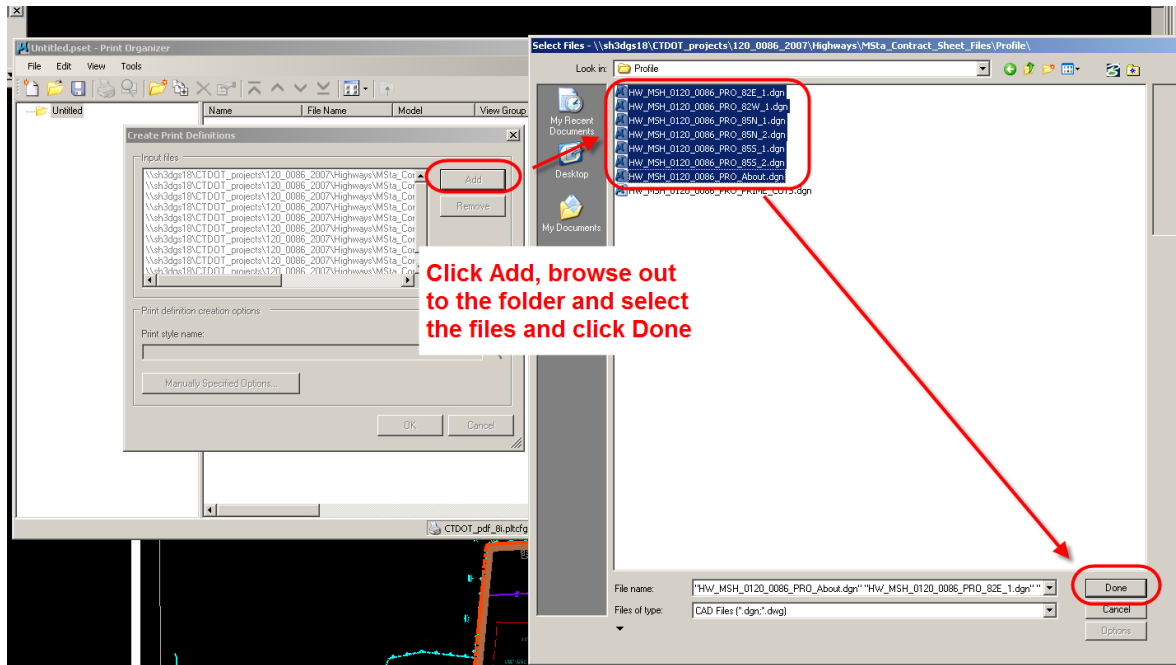 Untitled.pset - Print Organizer
File Edit View Tools
Untitled
Name File Name Model View Group
Create Print Definitions
Input files
\\sh3dgs18\CTDOT_projects\120_0086_2007\Highways\MSta_Cor
\\sh3dgs18\CTDOT_projects\120_0086_2007\Highways\MSta_Cor
\\sh3dgs18\CTDOT_projects\120_0086_2007\Highways\MSta_Cor
\\sh3dgs18\CTDOT_projects\120_0086_2007\Highways\MSta_Cor
\\sh3dgs18\CTDOT_projects\120_0086_2007\Highways\MSta_Cor
\\sh3dgs18\CTDOT_projects\120_0086_2007\Highways\MSta_Cor
\\sh3dgs18\CTDOT_projects\120_0086_2007\Highways\MSta_Cor
\\sh3dgs18\CTDOT_projects\120_0086_2007\Highways\MSta_Cor
\\sh3dgs18\CTDOT_projects\120_0086_2007\Highways\MSta_Cor
Add
Remove
Print definition creation options
Print style name:
Manually Specified Options...
OK Cancel
CTDOT_pdf_8i.pltcfg
Click Add, browse out
to the folder and select
the files and click Done
Select Files - \\sh3dgs18\CTDOT_projects\120_0086_2007\Highways\MSta_Contract_Sheet_Files\Profile\
Look in: Profile
My Recent
Documents
Desktop
My Documents
HW_MSH_0120_0086_PRO_82E_1.dgn
HW_MSH_0120_0086_PRO_82W_1.dgn
HW_MSH_0120_0086_PRO_85N_1.dgn
HW_MSH_0120_0086_PRO_85N_2.dgn
HW_MSH_0120_0086_PRO_85S_1.dgn
HW_MSH_0120_0086_PRO_85S_2.dgn
HW_MSH_0120_0086_PRO_About.dgn
HW_MSH_0120_0086_PRO_PRIME_CUTS.dgn
File name: "HW_MSH_0120_0086_PRO_About.dgn" "HW_MSH_0120_0086_PRO_82E_1.dgn" "
Done
Files of type: CAD Files (*.dgn;*.dwg)
Cancel
Options